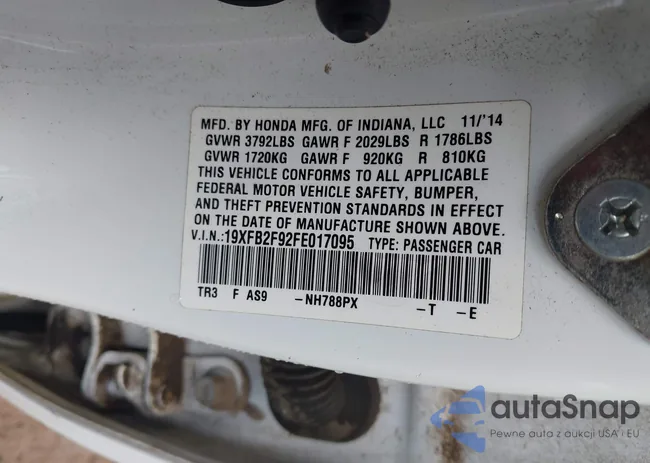 MFD. BY HONDA MFG. OF INDIANA, LLC 11/'14
GVWR 3792LBS GAWR F 2029LBS R 1786LBS
GVWR 1720KG GAWR F 920KG R 810KG
THIS VEHICLE CONFORMS TO ALL APPLICABLE
FEDERAL MOTOR VEHICLE SAFETY, BUMPER,
AND THEFT PREVENTION STANDARDS IN EFFECT
ON THE DATE OF MANUFACTURE SHOWN ABOVE.
V.I.N.:19XFB2F92FE017095 TYPE: PASSENGER CAR
TR3 F AS9 -NH788PX -T -E
autaSnap
Pewne auta z aukcji USA i EU